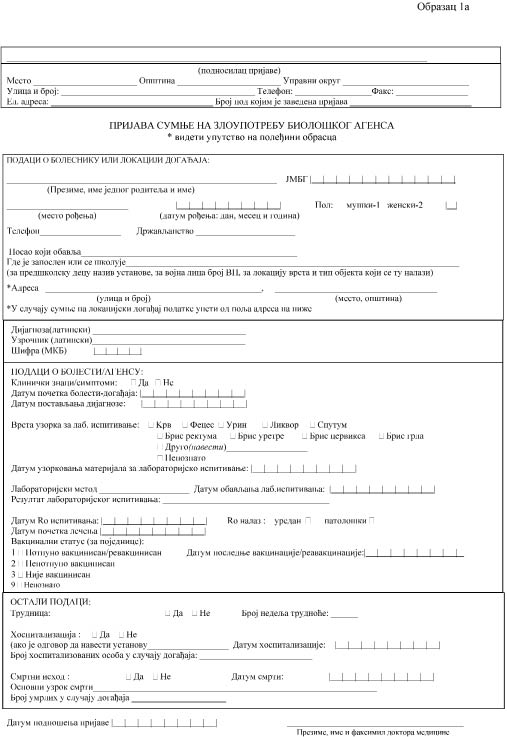 Образац 1а
(подносилац пријаве)
Место Општина Управни округ
Улица и број: Телефон: Факс:
Ел. адреса: Број под којим је заведена пријава
ПРИЈАВА СУМЊЕ НА ЗЛОУПОТРЕБУ БИОЛОШКОГ АГЕНСА
* видети упутство на полеђини обрасца
ПОДАЦИ О БОЛЕСНИКУ ИЛИ ЛОКАЦИЈИ ДОГАЂАЈА:
ЈМБГ
(Презиме, име једног родитеља и име)
Пол: мушки-1 женски-2
(место рођења) (датум рођења: дан, месец и година)
Телефон Држављанство
Посао који обавља
Где је запослен или се школује
(за предшколску децу назив установе, за војна лица број ВП, за локацију врста и тип објекта који се ту налази)
*Адреса ,
(улица и број) (место, општина)
*У случају сумње на локацијски догађај податке унети од поља адреса на ниже
Дијагноза(латински)
Узрочник (латински)
Шифра (МКБ)
ПОДАЦИ О БОЛЕСТИ/АГЕНСУ:
Клинички знаци/симптоми: □ Да □ Не
Датум почетка болести-догађаја:
Датум постављања дијагнозе:
Врста узорка за лаб. испитивање: □ Крв □ Фецес □ Урин □ Ликвор □ Спутум
□ Брис ректума □ Брис уретре □ Брис цервикса □ Брис грла
□ Друго(навести)
□ Непознато
Датум узорковања материјала за лабораторијско испитивање:
Лабораторијски метод Датум обављања лаб.испитивања:
Резултат лабораторијског испитивања:
Датум Ro испитивања: Ro налаз : уредан □ патолошки □
Датум почетка лечења
Вакцинални статус (за појединце):
1 □ Потпуно вакцинисан/ревакцинисан Датум последње вакцинације/реавакцинације:
2 □ Непотпуно вакцинисан
3 □ Није вакцинисан
9 □ Непознато
ОСТАЛИ ПОДАЦИ:
Трудница: □ Да □ Не Број недеља трудноће:
Хоспитализација : □ Да □ Не
(ако је одговор да навести установу Датум хоспитализације:
Број хоспитализованих особа у случају догађаја:
Смртни исход : □ Да □ Не Датум смрти:
Основни узрок смрти
Број умрлих у случају догађаја
Датум подношења пријаве
Презиме, име и факсимил доктора медицине